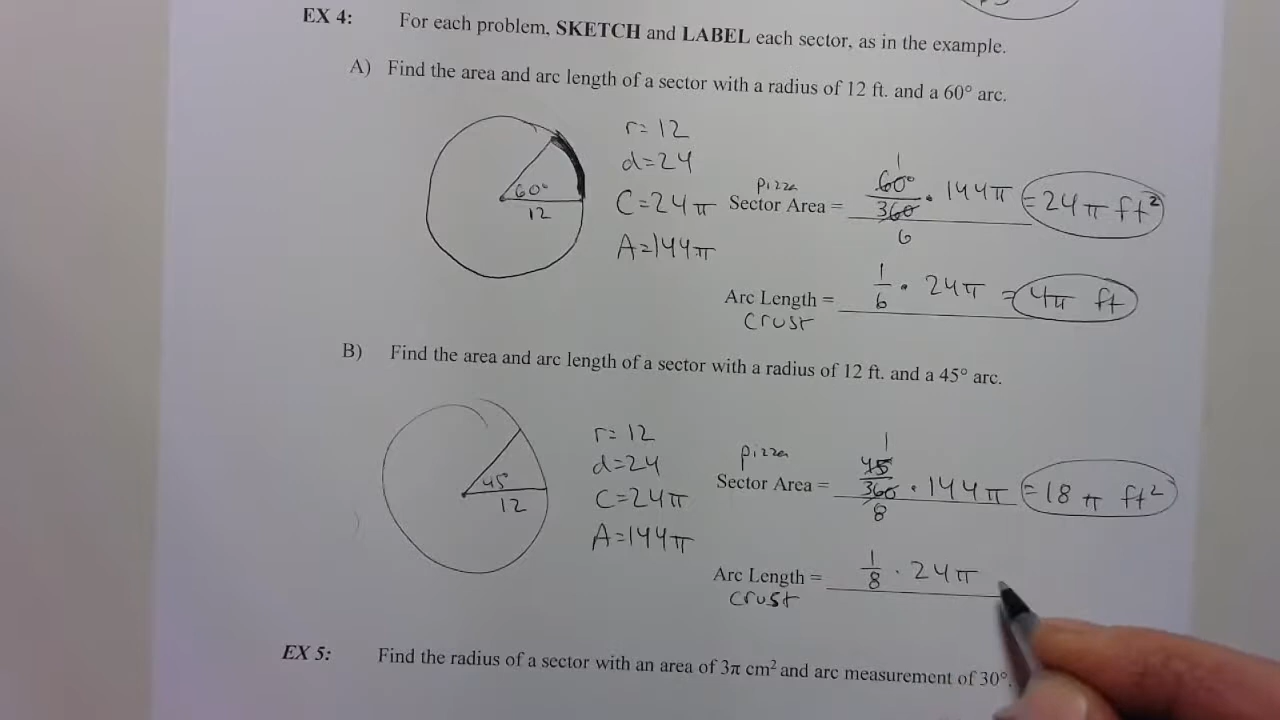 EX 4: For each problem, SKETCH and LABEL each sector, as in the example.
A) Find the area and arc length of a sector with a radius of 12 ft. and a 60° arc.
60°
12
r= 12
d=24
C=24π
A=144π
pizza
Sector Area = 60°/360 1/6 · 144π = 24π ft²
Arc Length = 1/6 · 24π = 4π ft
crust
B) Find the area and arc length of a sector with a radius of 12 ft. and a 45° arc.
45
12
r= 12
d=24
C=24π
A=144π
pizza
Sector Area = 45/360 1/8 · 144π = 18 π ft²
Arc Length = 1/8 · 24π
crust
EX 5: Find the radius of a sector with an area of 3π cm² and arc measurement of 30°.